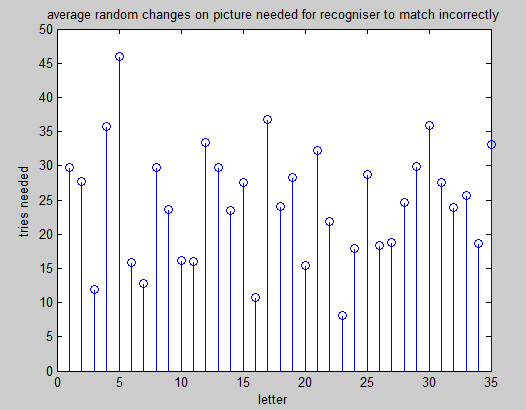 average random changes on picture needed for recogniser to match incorrectly
50
45
40
35
30
25
20
15
10
5
0
tries needed
0 5 10 15 20 25 30 35
letter